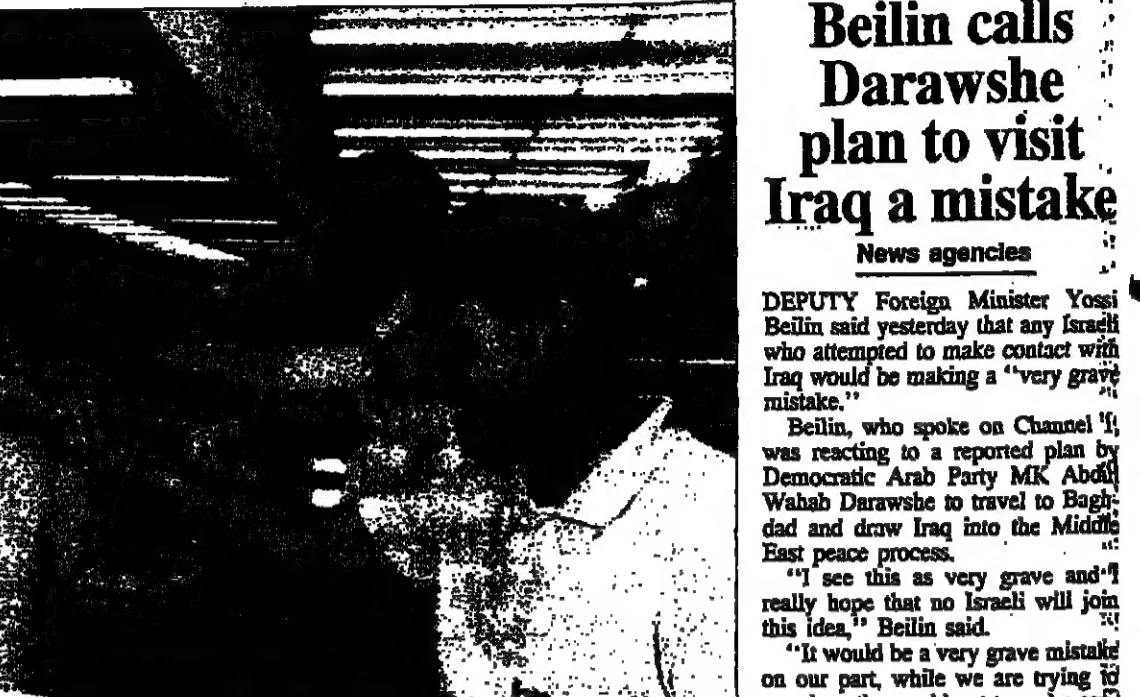 Beilin calls
Darawshe
plan to visit
Iraq a mistake
News agencies
DEPUTY Foreign Minister Yossi
Beilin said yesterday that any Israeli
who attempted to make contact with
Iraq would be making a "very grave
mistake."
Beilin, who spoke on Channel 1,
was reacting to a reported plan by
Democratic Arab Party MK Abdul
Wahab Darawshe to travel to Bagh-
dad and draw Iraq into the Middle
East peace process.
"I see this as very grave and I
really hope that no Israeli will join
this idea," Beilin said.
"It would be a very grave mistake
on our part, while we are trying to